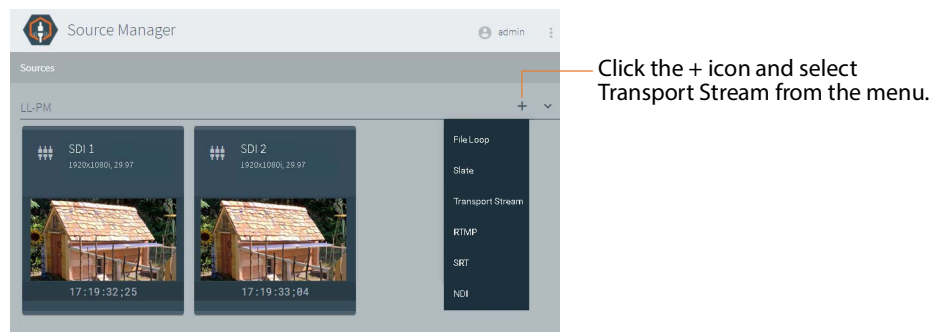 Source Manager
admin
Sources
LL-PM
+
Click the + icon and select
Transport Stream from the menu.
SDI 1
1920x1080i, 29.97
SDI 2
1920x1080i, 29.97
File Loop
Slate
Transport Stream
RTMP
SRT
NDI
17:19:32;25
17:19:33;04